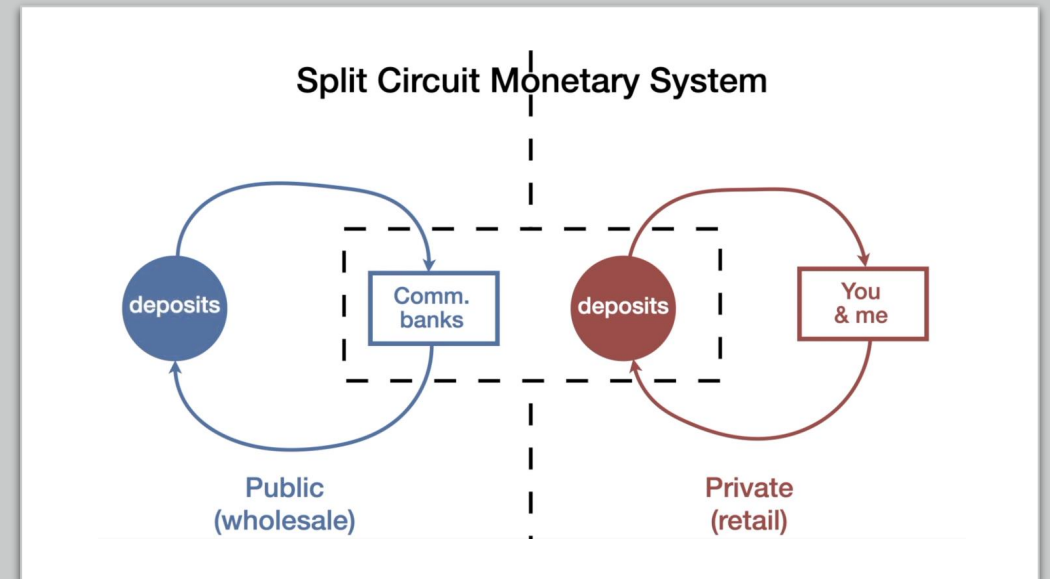 Split Circuit Monetary System
deposits
Comm.
banks
deposits
You
& me
Public
(wholesale)
Private
(retail)